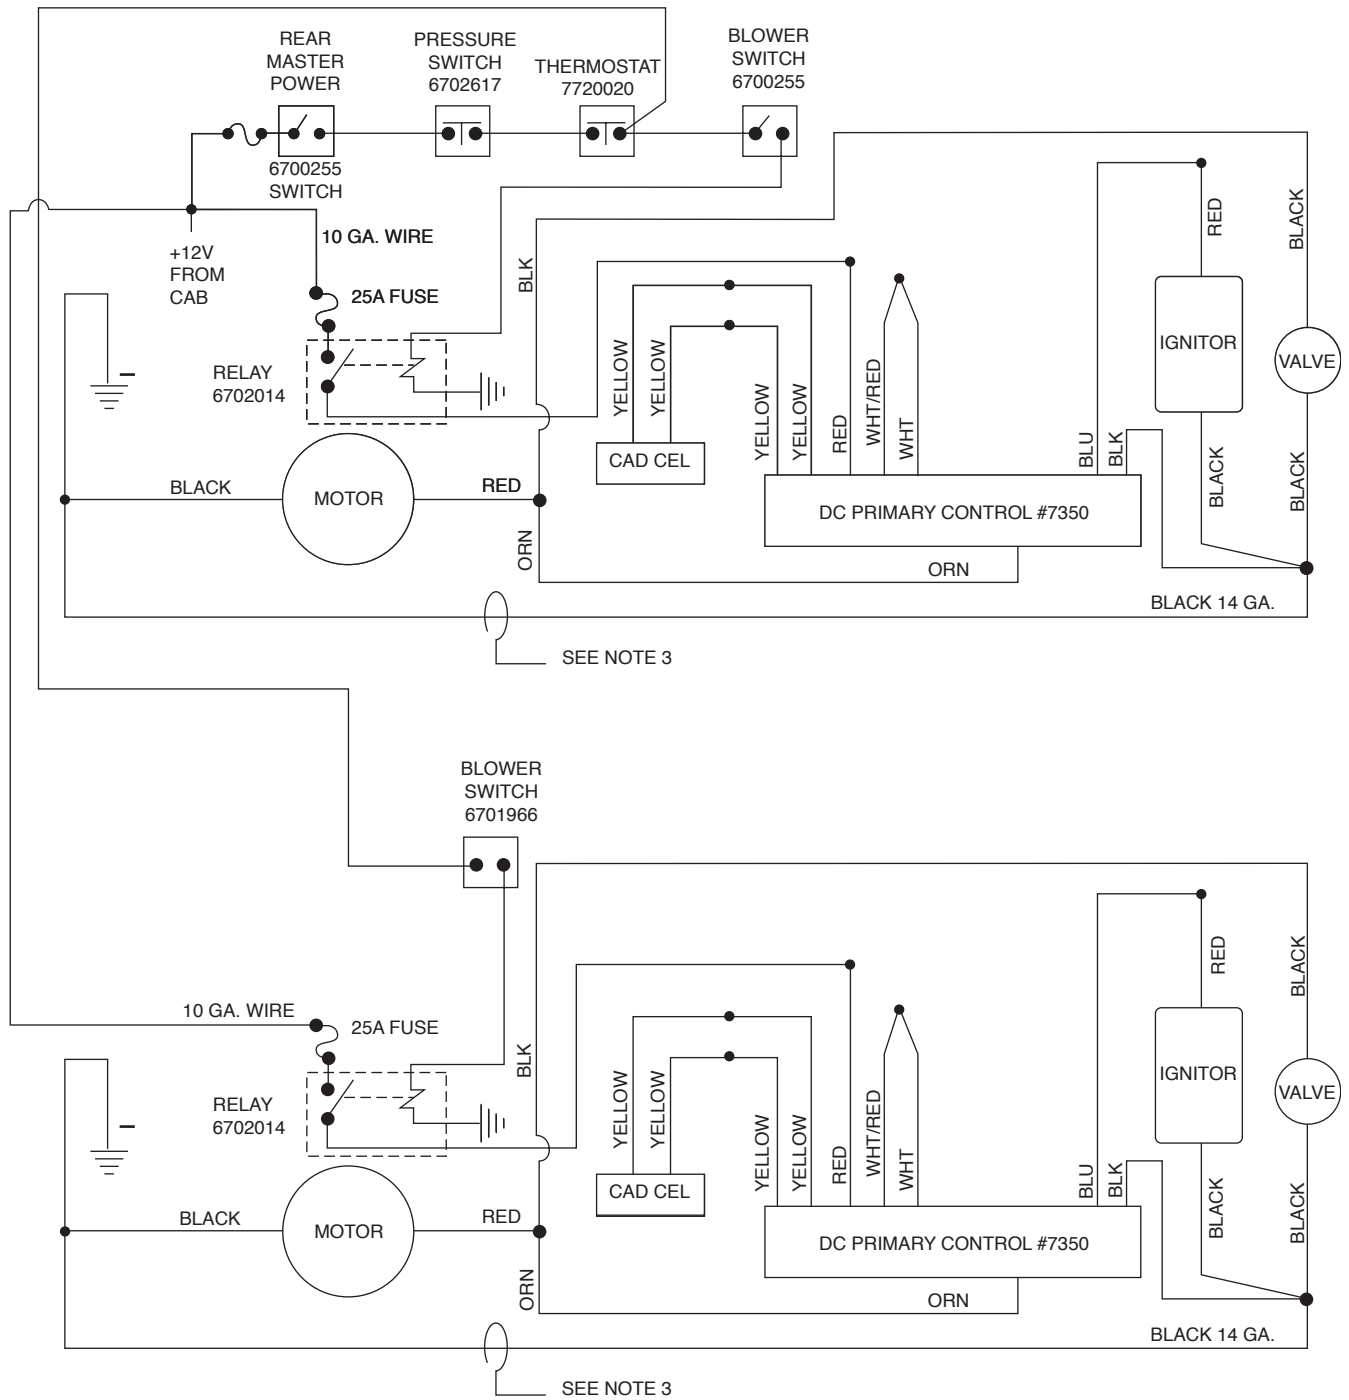 REAR
MASTER
POWER
PRESSURE
SWITCH
6702617
THERMOSTAT
7720020
BLOWER
SWITCH
6700255
6700255
SWITCH
+12V
FROM
CAB
10 GA. WIRE
25A FUSE
BLK
RED
BLACK
RELAY
6702014
YELLOW
YELLOW
YELLOW
YELLOW
RED
WHT/RED
WHT
BLU
BLK
IGNITOR
VALVE
CAD CEL
BLACK
BLACK
BLACK
MOTOR
RED
DC PRIMARY CONTROL #7350
ORN
ORN
BLACK 14 GA.
SEE NOTE 3
BLOWER
SWITCH
6701966
10 GA. WIRE
25A FUSE
BLK
RED
BLACK
RELAY
6702014
YELLOW
YELLOW
YELLOW
YELLOW
RED
WHT/RED
WHT
BLU
BLK
IGNITOR
VALVE
CAD CEL
BLACK
BLACK
BLACK
MOTOR
RED
DC PRIMARY CONTROL #7350
ORN
ORN
BLACK 14 GA.
SEE NOTE 3